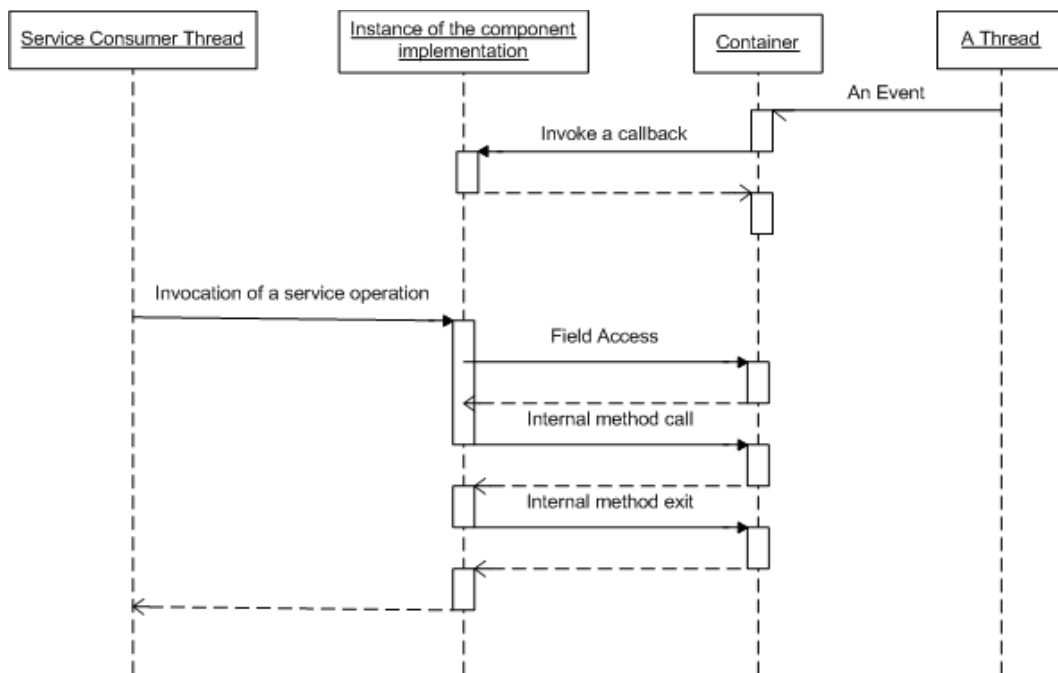 Service Consumer Thread
Instance of the component
implementation
Container
A Thread
An Event
Invoke a callback
Invocation of a service operation
Field Access
Internal method call
Internal method exit